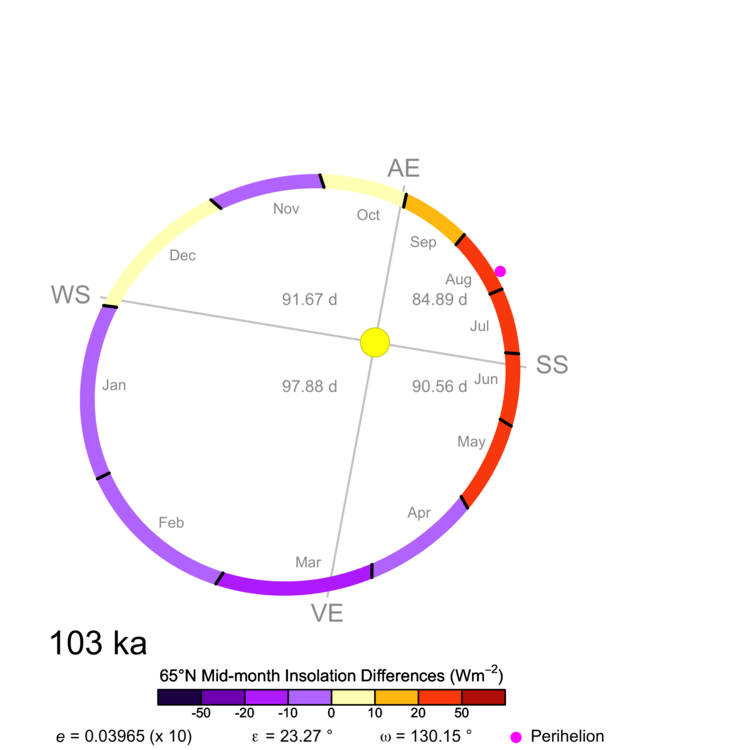 AE
Nov
Oct
Sep
Dec
Aug
WS
91.67 d
84.89 d
Jul
SS
Jan
97.88 d
90.56 d
Jun
May
Feb
Apr
Mar
VE
103 ka
65°N Mid-month Insolation Differences (Wm⁻²)
-50 -20 -10 0 10 20 50
e = 0.03965 (x 10) ε = 23.27 ° ω = 130.15 ° Perihelion